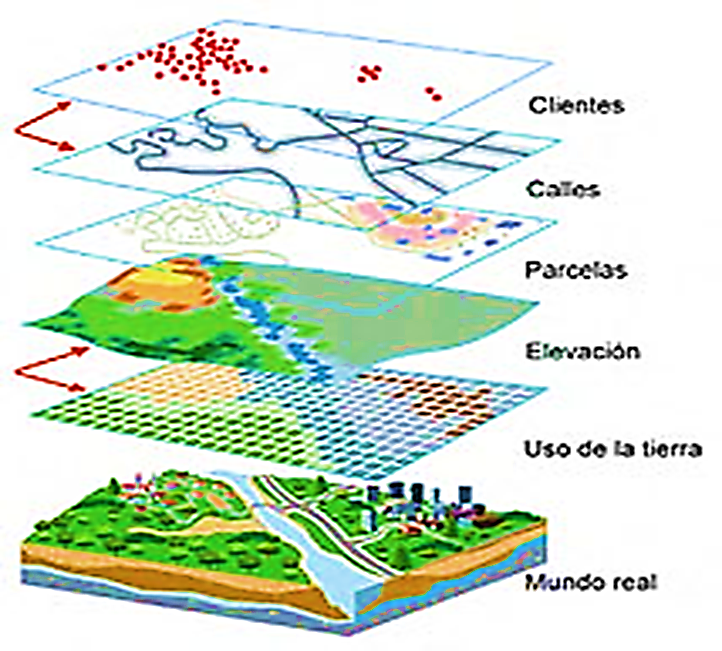 Clientes
Calles
Parcelas
Elevación
Uso de la tierra
Mundo real